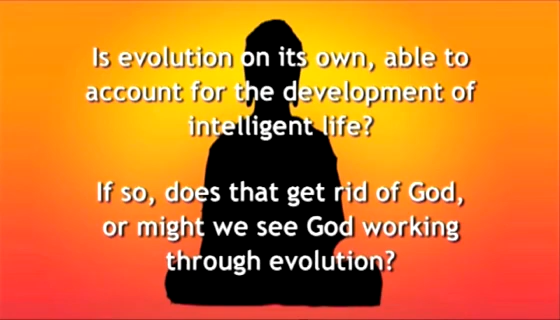 Is evolution on its own, able to
account for the development of
intelligent life?
If so, does that get rid of God,
or might we see God working
through evolution?